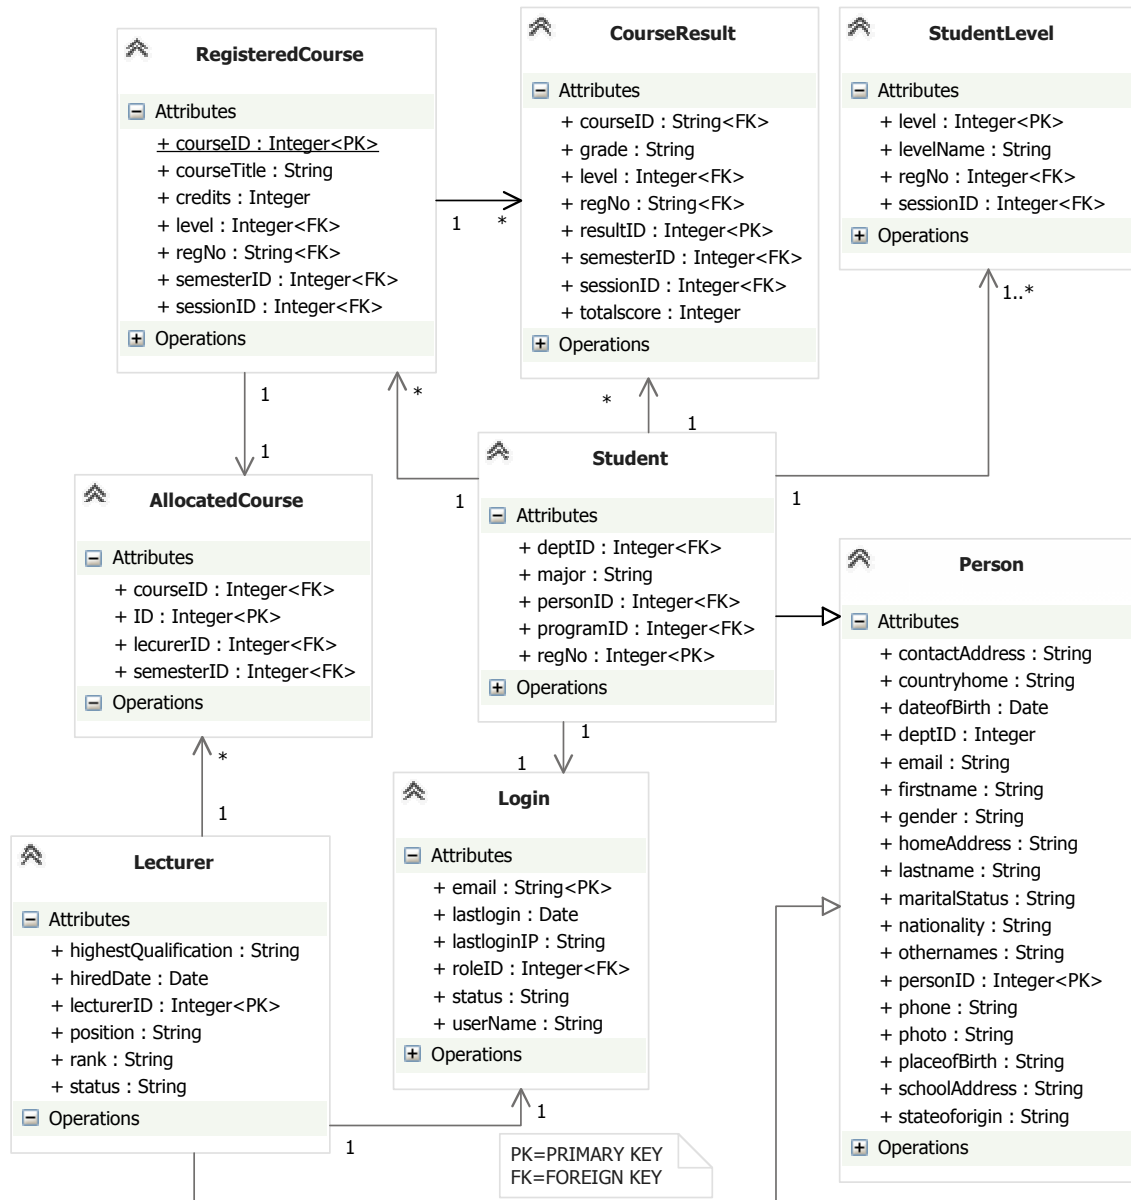 RegisteredCourse
Attributes
+ courseID : Integer<PK>
+ courseTitle : String
+ credits : Integer
+ level : Integer<FK>
+ regNo : String<FK>
+ semesterID : Integer<FK>
+ sessionID : Integer<FK>
Operations
1
*
CourseResult
Attributes
+ courseID : String<FK>
+ grade : String
+ level : Integer<FK>
+ regNo : String<FK>
+ resultID : Integer<PK>
+ semesterID : Integer<FK>
+ sessionID : Integer<FK>
+ totalscore : Integer
Operations
StudentLevel
Attributes
+ level : Integer<PK>
+ levelName : String
+ regNo : Integer<FK>
+ sessionID : Integer<FK>
Operations
1..*
1
1
*
1
*
1
1
AllocatedCourse
Attributes
+ courseID : Integer<FK>
+ ID : Integer<PK>
+ lecurerID : Integer<FK>
+ semesterID : Integer<FK>
Operations
*
1
Student
Attributes
+ deptID : Integer<FK>
+ major : String
+ personID : Integer<FK>
+ programID : Integer<FK>
+ regNo : Integer<PK>
Operations
1
1
Person
Attributes
+ contactAddress : String
+ countryhome : String
+ dateofBirth : Date
+ deptID : Integer
+ email : String
+ firstname : String
+ gender : String
+ homeAddress : String
+ lastname : String
+ maritalStatus : String
+ nationality : String
+ othernames : String
+ personID : Integer<PK>
+ phone : String
+ photo : String
+ placeofBirth : String
+ schoolAddress : String
+ stateoforigin : String
Operations
Lecturer
Attributes
+ highestQualification : String
+ hiredDate : Date
+ lecturerID : Integer<PK>
+ position : String
+ rank : String
+ status : String
Operations
1
1
Login
Attributes
+ email : String<PK>
+ lastlogin : Date
+ lastloginIP : String
+ roleID : Integer<FK>
+ status : String
+ userName : String
Operations
PK=PRIMARY KEY
FK=FOREIGN KEY